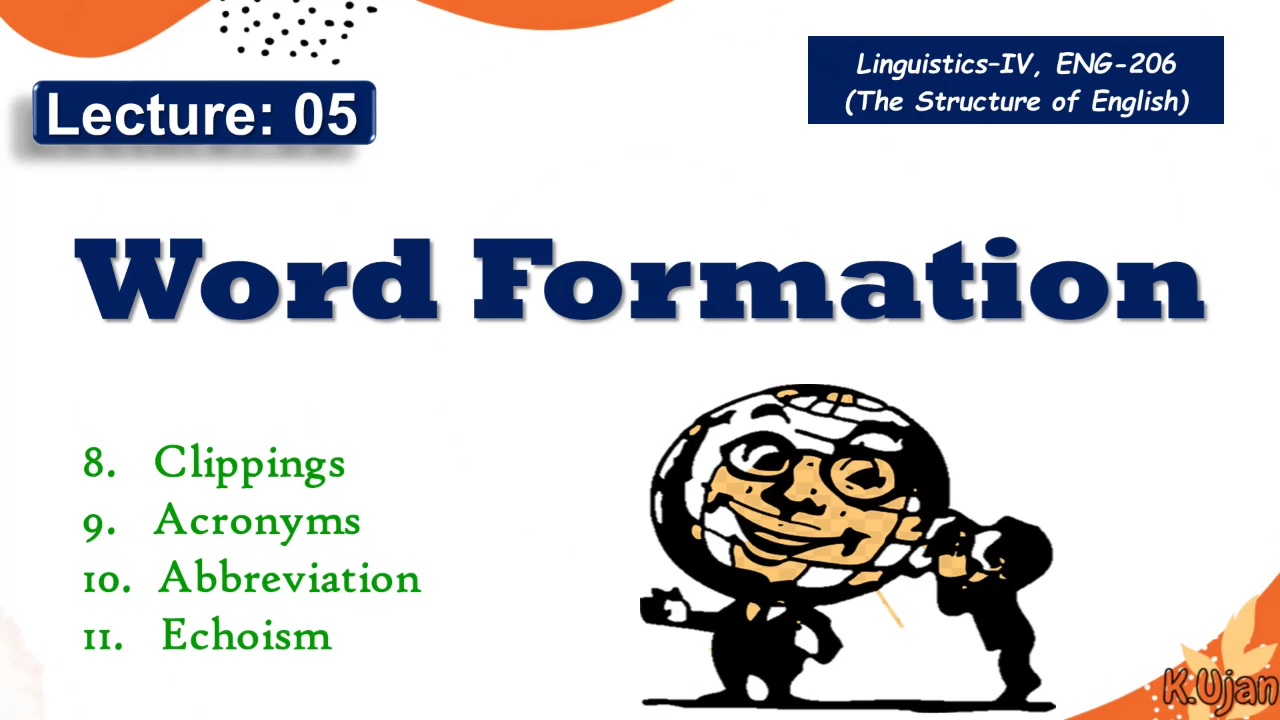 Linguistics-IV, ENG-206
(The Structure of English)
Lecture: 05
Word Formation
8. Clippings
9. Acronyms
10. Abbreviation
11. Echoism
K.Ujan